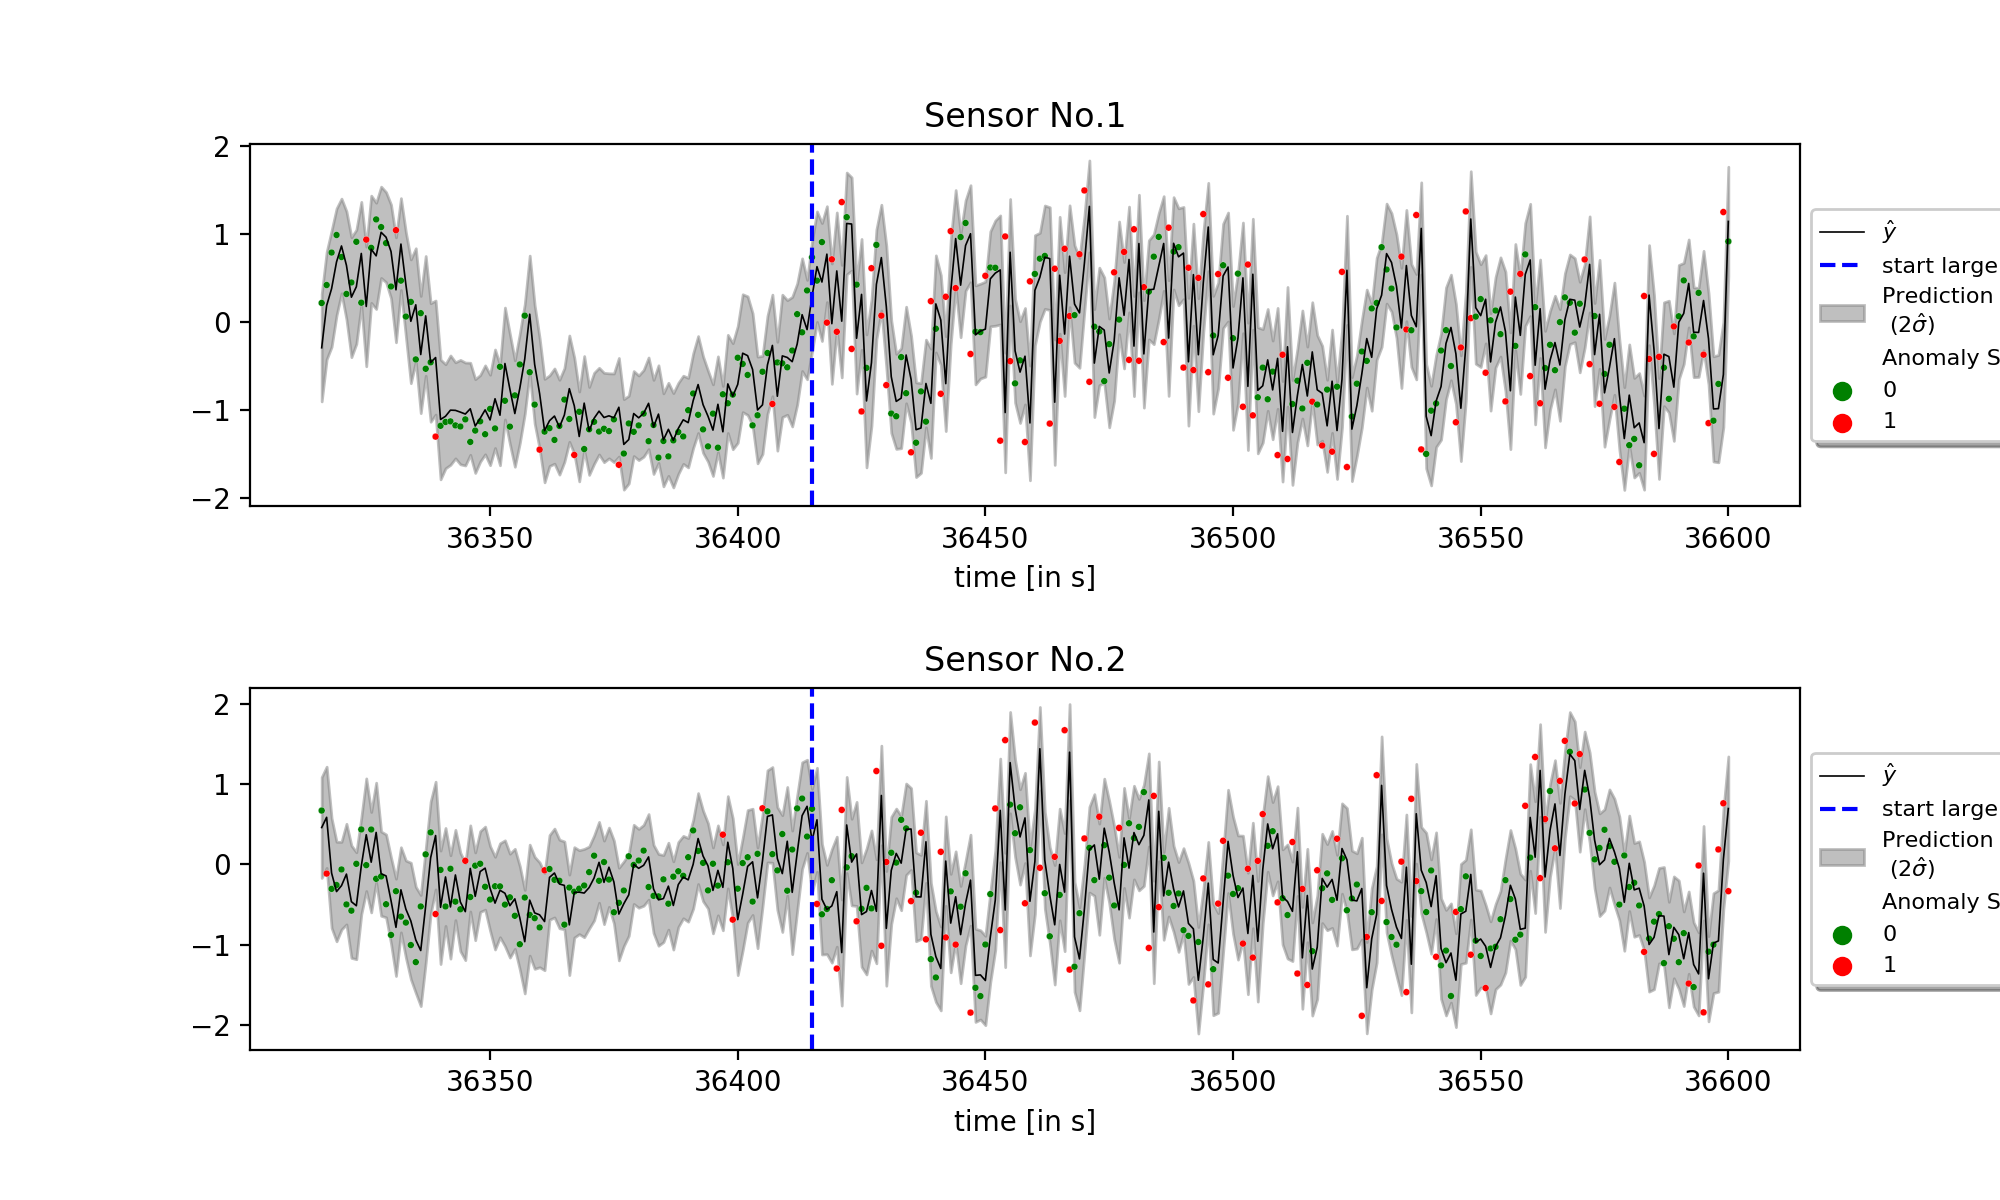 Sensor No.1
2
1
0
−1
−2
36350 36400 36450 36500 36550 36600
time [in s]
ŷ
start large
Prediction
(2σ̂)
Anomaly S
0
1
Sensor No.2
2
1
0
−1
−2
36350 36400 36450 36500 36550 36600
time [in s]
ŷ
start large
Prediction
(2σ̂)
Anomaly S
0
1